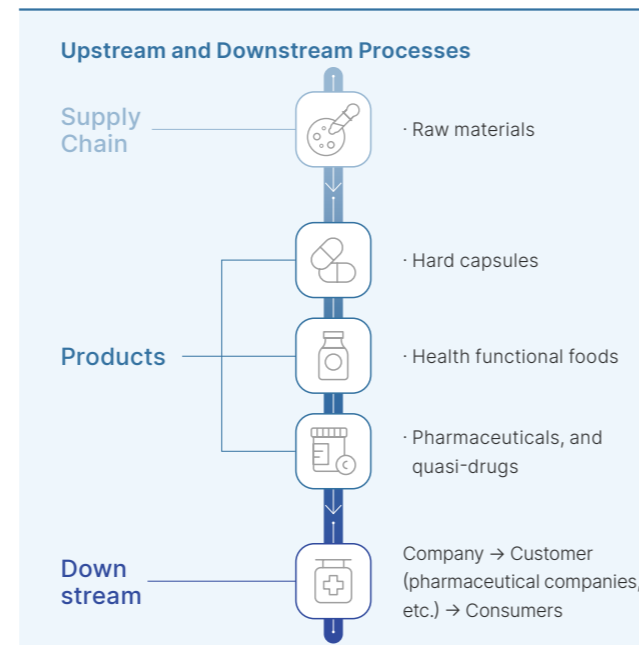 Upstream and Downstream Processes
Supply
Chain
· Raw materials
· Hard capsules
Products
· Health functional foods
· Pharmaceuticals, and
quasi-drugs
Down
stream
Company → Customer
(pharmaceutical companies,
etc.) → Consumers